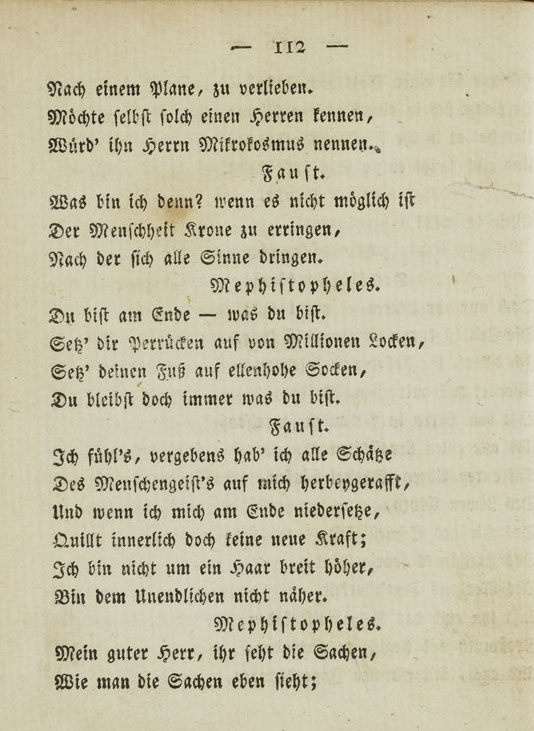 — 112 —
Nach einem Plane, zu verlieben.
Möchte selbst solch einen Herren kennen,
Würd' ihn Herrn Mikrokosmus nennen.
Faust.
Was bin ich denn? wenn es nicht möglich ist
Der Menschheit Krone zu erringen,
Nach der sich alle Sinne dringen.
Mephistopheles.
Du bist am Ende — was du bist.
Setz' dir Perrücken auf von Millionen Locken,
Setz' deinen Fuß auf ellenhohe Socken,
Du bleibst doch immer was du bist.
Faust.
Ich fühl's, vergebens hab' ich alle Schätze
Des Menschengeist's auf mich herbeygerafft,
Und wenn ich mich am Ende niedersetze,
Quillt innerlich doch keine neue Kraft;
Ich bin nicht um ein Haar breit höher,
Bin dem Unendlichen nicht näher.
Mephistopheles.
Mein guter Herr, ihr seht die Sachen,
Wie man die Sachen eben sieht;